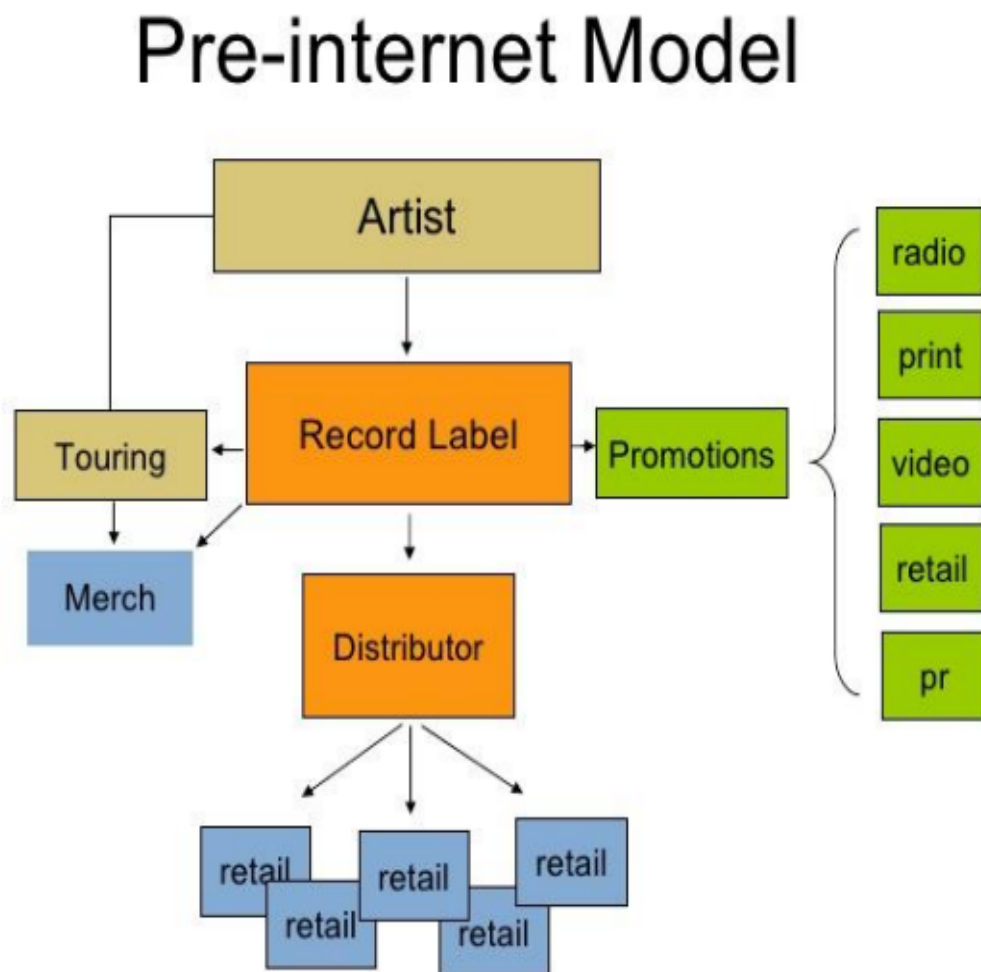 Pre-internet Model
Artist
radio
print
Record Label
Touring
Promotions
video
Merch
retail
Distributor
pr
retail
retail
retail
retail
retail